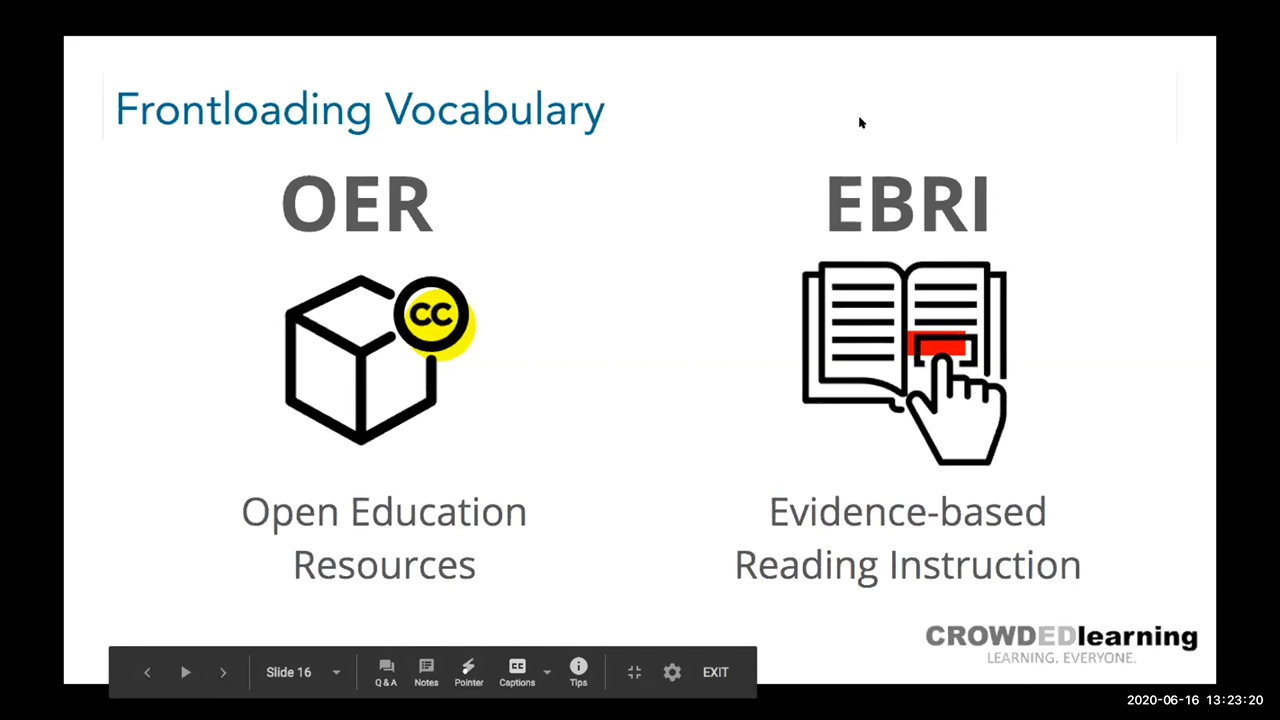 Frontloading Vocabulary
OER
EBRI
CC
Open Education
Resources
Evidence-based
Reading Instruction
CROWDEDlearning
LEARNING. EVERYONE.
Slide 16
Q & A
Notes
Pointer
CC
Captions
Tips
EXIT
2020-06-16 13:23:20